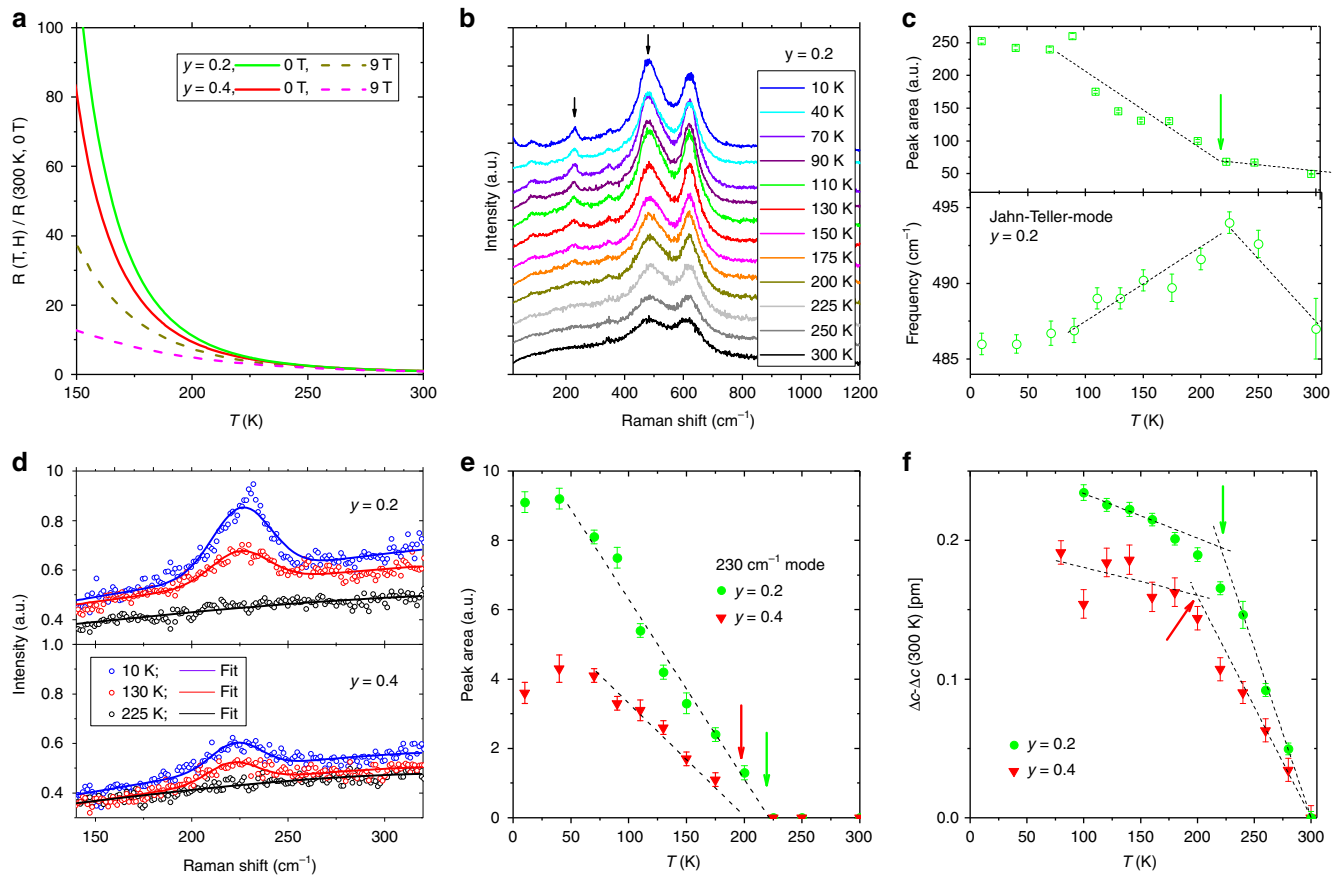 a
R (T, H) / R (300 K, 0 T)
100
80
60
40
20
0
y = 0.2, 0 T, 9 T
y = 0.4, 0 T, 9 T
150 200 250 300
T (K)
b
Intensity (a.u.)
y = 0.2
10 K
40 K
70 K
90 K
110 K
130 K
150 K
175 K
200 K
225 K
250 K
300 K
0 200 400 600 800 1000 1200
Raman shift (cm−1)
c
Peak area (a.u.)
250
200
150
100
50
Frequency (cm−1)
495
490
485
Jahn-Teller-mode
y = 0.2
0 50 100 150 200 250 300
T (K)
d
Intensity (a.u.)
10
0.8
0.6
0.4
y = 0.2
1.0
0.8
0.6
0.4
10 K; Fit
130 K; Fit
225 K; Fit
y = 0.4
150 200 250 300
Raman shift (cm−1)
e
Peak area (a.u.)
10
8
6
4
2
0
230 cm−1 mode
y = 0.2
y = 0.4
0 50 100 150 200 250 300
T (K)
f
Δc-Δc (300 K) [pm]
0.2
0.1
0.0
y = 0.2
y = 0.4
0 50 100 150 200 250 300
T (K)